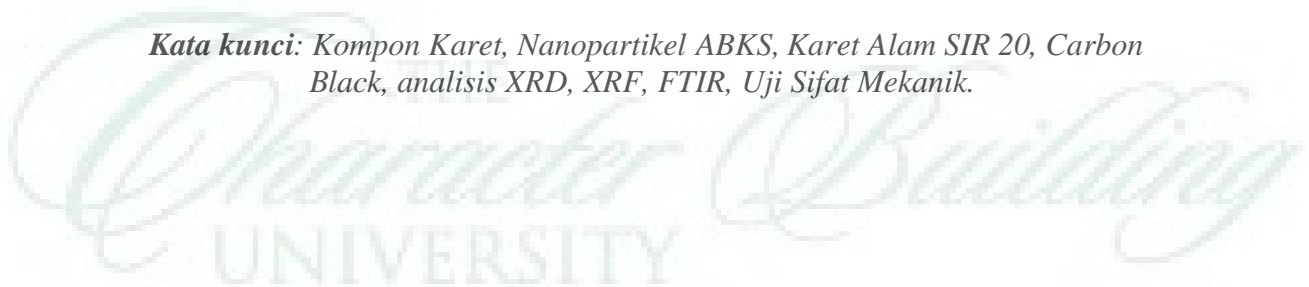 Kata kunci: Kompon Karet, Nanopartikel ABKS, Karet Alam SIR 20, Carbon
Black, analisis XRD, XRF, FTIR, Uji Sifat Mekanik.
THE
Character Building
UNIVERSITY